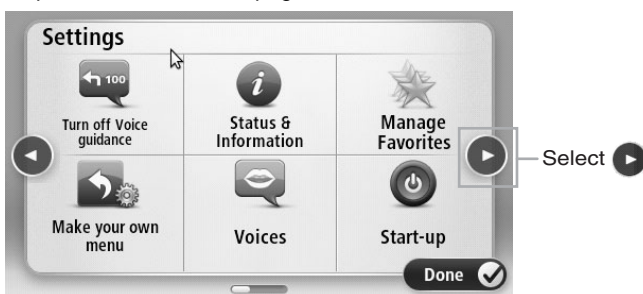 Settings
100
Turn off Voice
guidance
Status &
Information
Manage
Favorites
Select
Make your own
menu
Voices
Start-up
Done